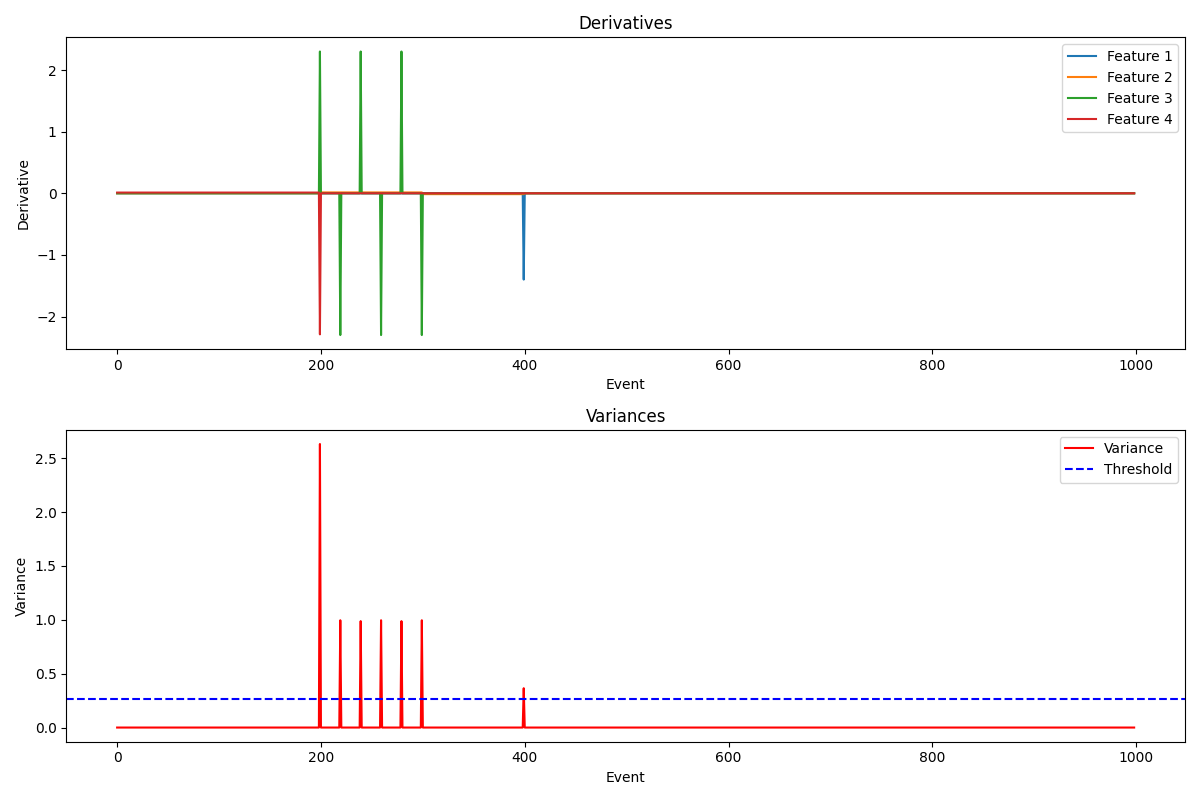 Derivatives
Derivative
2
1
0
−1
−2
Feature 1
Feature 2
Feature 3
Feature 4
0 200 400 600 800 1000
Event
Variances
Variance
2.5
2.0
1.5
1.0
0.5
0.0
Variance
Threshold
0 200 400 600 800 1000
Event